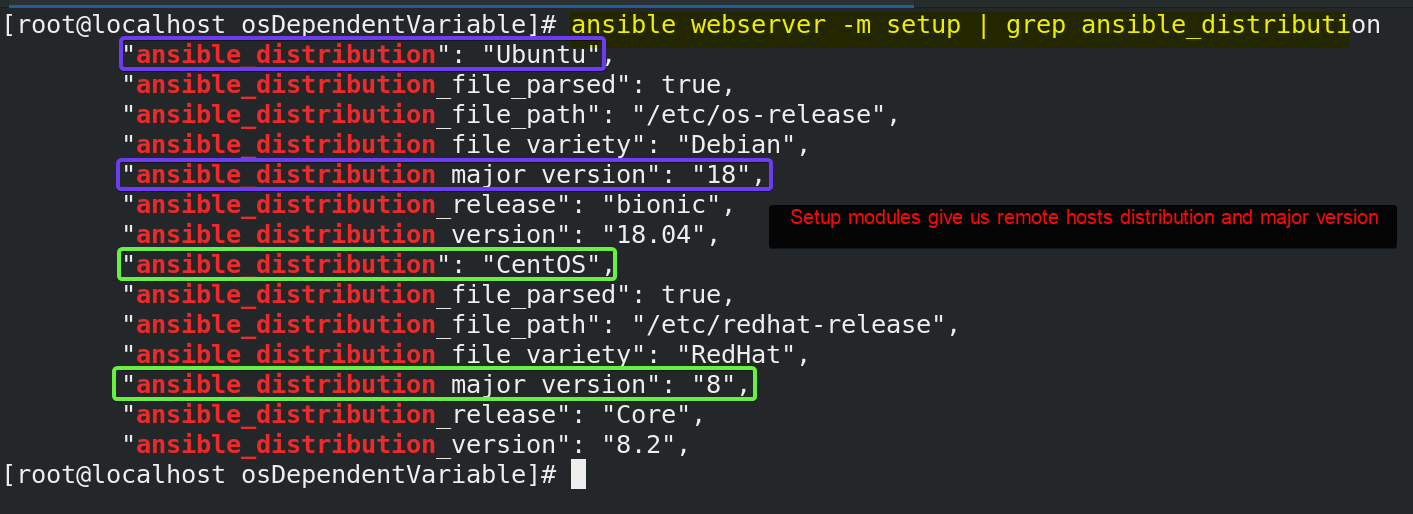 [root@localhost osDependentVariable]# ansible webserver -m setup | grep ansible_distribution
"ansible_distribution": "Ubuntu",
"ansible_distribution_file_parsed": true,
"ansible_distribution_file_path": "/etc/os-release",
"ansible_distribution_file_variety": "Debian",
"ansible_distribution_major_version": "18",
"ansible_distribution_release": "bionic",
"ansible_distribution_version": "18.04",
Setup modules give us remote hosts distribution and major version
"ansible_distribution": "CentOS",
"ansible_distribution_file_parsed": true,
"ansible_distribution_file_path": "/etc/redhat-release",
"ansible_distribution_file_variety": "RedHat",
"ansible_distribution_major_version": "8",
"ansible_distribution_release": "Core",
"ansible_distribution_version": "8.2",
[root@localhost osDependentVariable]#